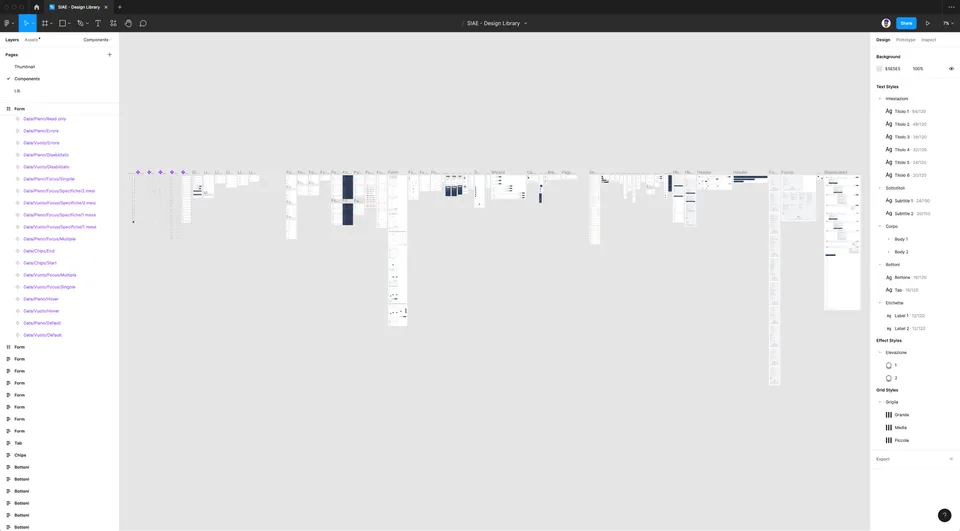 SIAE - Design Library
SIAE - Design Library
Share
7%
Layers
Assets
Components
Pages
Thumbnail
Components
Form
Data/Pieno/Read only
Data/Pieno/Errore
Data/Vuoto/Errore
Data/Pieno/Disabilitato
Data/Vuoto/Disabilitato
Data/Pieno/Focus/Singole
Data/Pieno/Focus/Specifiche/2 mesi
Data/Vuoto/Focus/Specifiche/2 mesi
Data/Pieno/Focus/Specifiche/1 mese
Data/Vuoto/Focus/Specifiche/1 mese
Data/Pieno/Focus/Multiple
Data/Chips/End
Data/Chips/Start
Data/Vuoto/Focus/Multiple
Data/Vuoto/Focus/Singole
Data/Pieno/Hover
Data/Vuoto/Hover
Data/Pieno/Default
Data/Vuoto/Default
Form
Form
Form
Form
Form
Form
Form
Form
Tab
Chips
Bottoni
Bottoni
Bottoni
Bottoni
Bottoni
Bottoni
Form
Wizard
Header
Design
Prototype
Inspect
Background
E5E5E5
100%
Text Styles
Intestazioni
Ag Titolo 1 · 64/120
Ag Titolo 2 · 48/120
Ag Titolo 3 · 36/120
Ag Titolo 4 · 32/120
Ag Titolo 5 · 24/120
Ag Titolo 6 · 20/120
Sottotitoli
Ag Subtitle 1 · 24/150
Ag Subtitle 2 · 20/150
Corpo
Body 1
Body 2
Bottoni
Ag Bottone · 16/120
Ag Tab · 16/120
Etichette
Ag Label 1 · 12/120
Ag Label 2 · 12/120
Effect Styles
Elevazione
1
2
Grid Styles
Griglia
Grande
Media
Piccola
Export
?